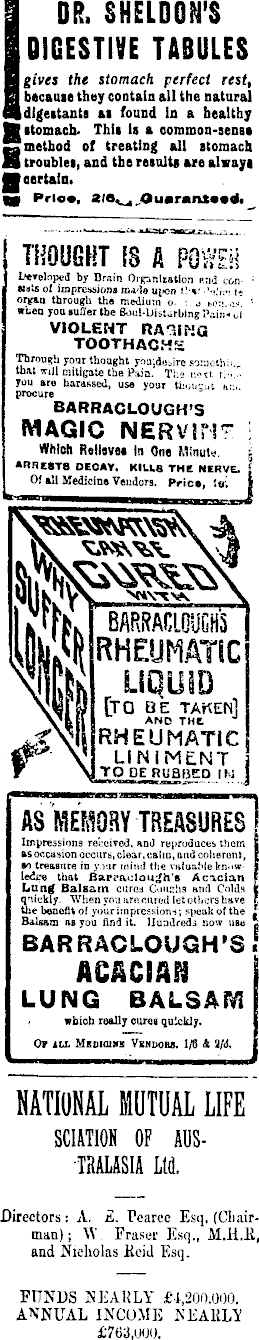 DR. SHELDON'S
DIGESTIVE TABULES
gives the stomach perfect rest,
because they contain all the natural
digestants as found in a healthy
stomach. This is a common-sense
method of treating all stomach
troubles, and the results are always
certain.
Price, 2/6. Guaranteed.
THOUGHT IS A POWER
Developed by Brain Organization and con-
sists of impressions made upon that
organ through the medium o
when you suffer the Soul-Disturbing Pains of
VIOLENT RAGING
TOOTHACHE
Through your thought you desire something
that will mitigate the Pain. The next time
you are harassed, use your thought and
procure
BARRACLOUGH'S
MAGIC NERVINE
Which Relieves in One Minute.
ARRESTS DECAY. KILLS THE NERVE.
Of all Medicine Vendors. Price, 1s.
RHEUMATISM
CAN BE
CURED
WITH
WHY
SUFFER
LONGER
BARRACLOUGH'S
RHEUMATIC
LIQUID
[TO BE TAKEN]
AND THE
RHEUMATIC
LINIMENT
TO BE RUBBED IN
AS MEMORY TREASURES
Impressions received, and reproduces them
as occasion occurs, clear, calm, and coherent,
so treasure in your mind the valuable know-
ledge that Barraclough's Acacian
Lung Balsam cures Coughs and Colds
quickly. When you are cured let others have
the benefit of your impressions; speak of the
Balsam as you find it. Hundreds now use
BARRACLOUGH'S
ACACIAN
LUNG BALSAM
which really cures quickly.
OF ALL MEDICINE VENDORS. 1/6 & 2/6.
NATIONAL MUTUAL LIFE
SCIATION OF AUS-
TRALASIA Ltd.
Directors: A. E. Pearce Esq, (Chair-
man); W Fraser Esq., M.H.R,
and Nicholas Reid Esq.
FUNDS NEARLY £4,200,000.
ANNUAL INCOME NEARLY
£763,000.